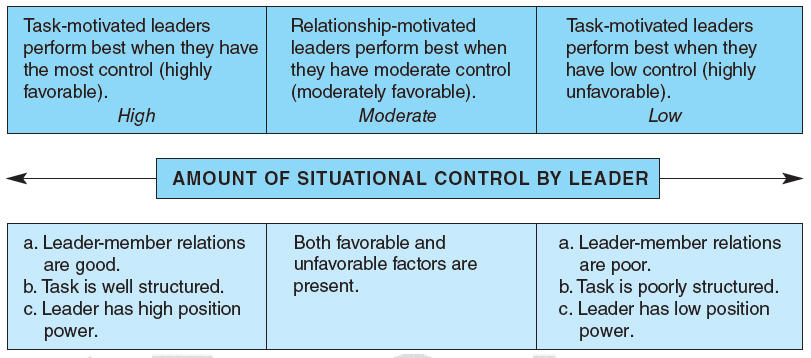 Task-motivated leaders
perform best when they have
the most control (highly
favorable).
High
Relationship-motivated
leaders perform best when
they have moderate control
(moderately favorable).
Moderate
Task-motivated leaders
perform best when they
have low control (highly
unfavorable).
Low
AMOUNT OF SITUATIONAL CONTROL BY LEADER
a. Leader-member relations
are good.
b. Task is well structured.
c. Leader has high position
power.
Both favorable and
unfavorable factors are
present.
a. Leader-member relations
are poor.
b. Task is poorly structured.
c. Leader has low position
power.